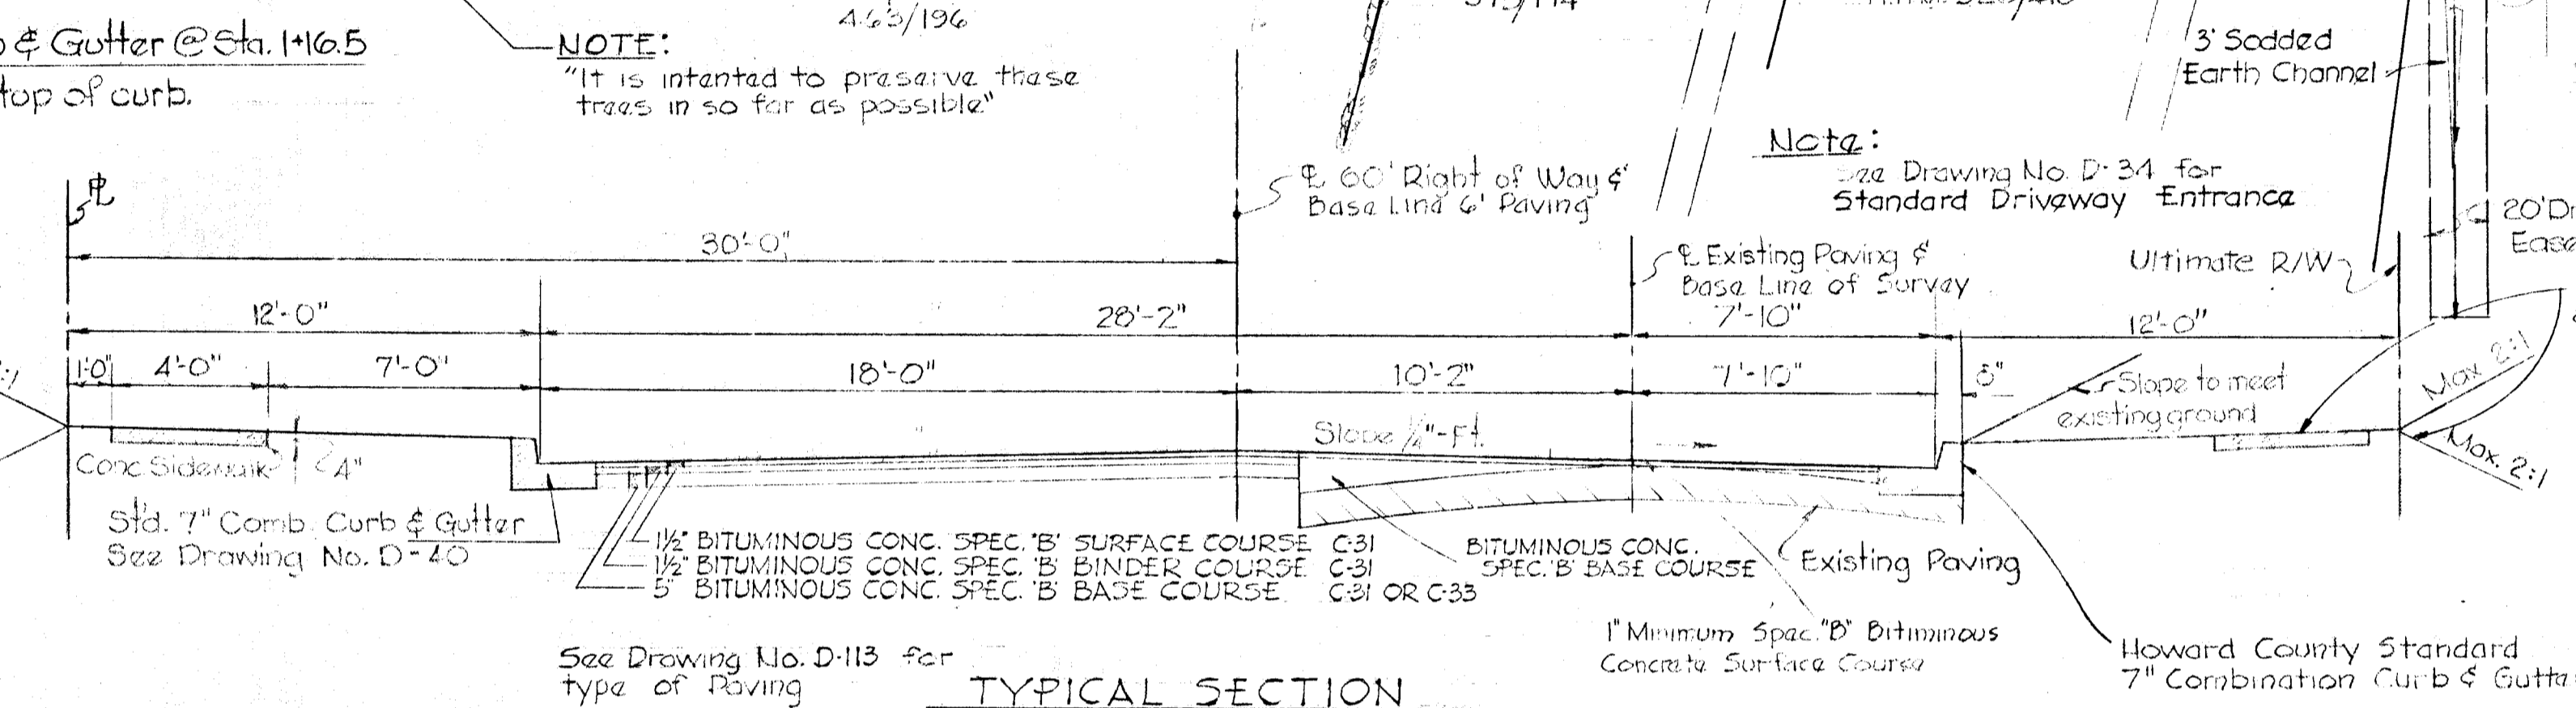 & Gutter @ Sta. 1+16.5
top of curb.
463/196
NOTE:
"It is intented to preserve these
trees in so far as possible"
3' Sodded
Earth Channel
Note:
See Drawing No. D-34 for
Standard Driveway Entrance
℄ 60' Right of Way &
Base Line 6' Paving
℄ Existing Paving &
Base Line of Survey
Ultimate R/W
20'
℄
30'-0"
12'-0"
28'-2"
7'-10"
12'-0"
1'-0"
4'-0"
7'-0"
18'-0"
10'-2"
7'-10"
8"
Slope to meet
existing ground
Max 2:1
Max. 2:1
Slope 1/4"-Ft.
Conc Sidewalk
4"
Std. 7" Comb. Curb & Gutter
See Drawing No. D-40
1½" BITUMINOUS CONC. SPEC. 'B' SURFACE COURSE C-31
1½" BITUMINOUS CONC. SPEC. 'B' BINDER COURSE C-31
5" BITUMINOUS CONC. SPEC. 'B' BASE COURSE. C-31 OR C-33
BITUMINOUS CONC.
SPEC. 'B' BASE COURSE
Existing Paving
1" Minimum Spec. "B" Bitiminous
Concrete Surface Course
Howard County Standard
7" Combination Curb &
See Drawing No. D-113 for
type of Paving
TYPICAL SECTION